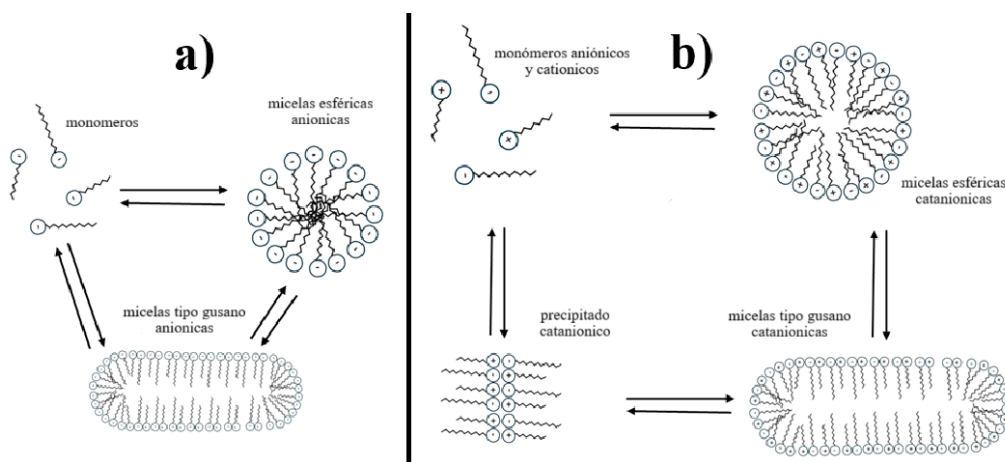 a)
monomeros
micelas esféricas
anionicas
micelas tipo gusano
anionicas
b)
monómeros aniónicos
y cationicos
micelas esféricas
catanionicas
precipitado
catanionico
micelas tipo gusano
catanionicas